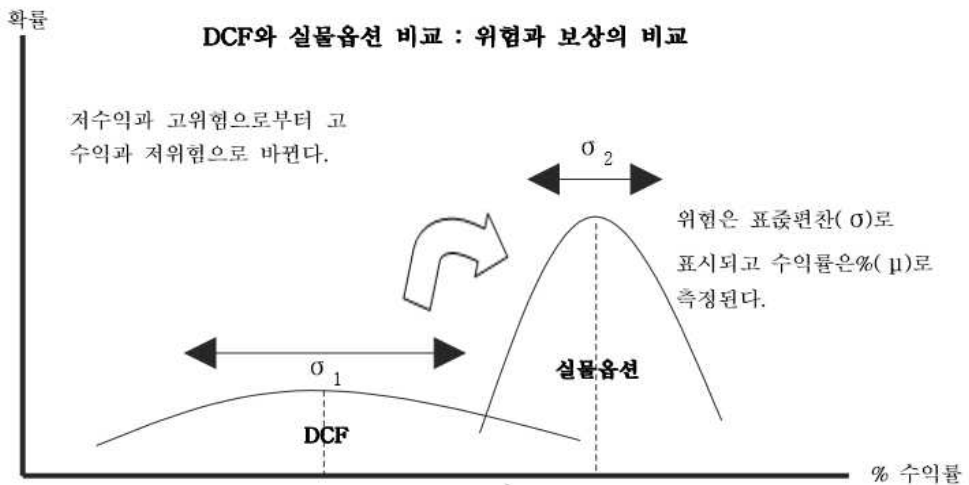 확률
DCF와 실물옵션 비교 : 위험과 보상의 비교
저수익과 고위험으로부터 고
수익과 저위험으로 바뀐다.
σ 2
위험은 표줁편찬( σ)로
표시되고 수익률은%( μ)로
측정된다.
σ 1
실물옵션
DCF
% 수익률